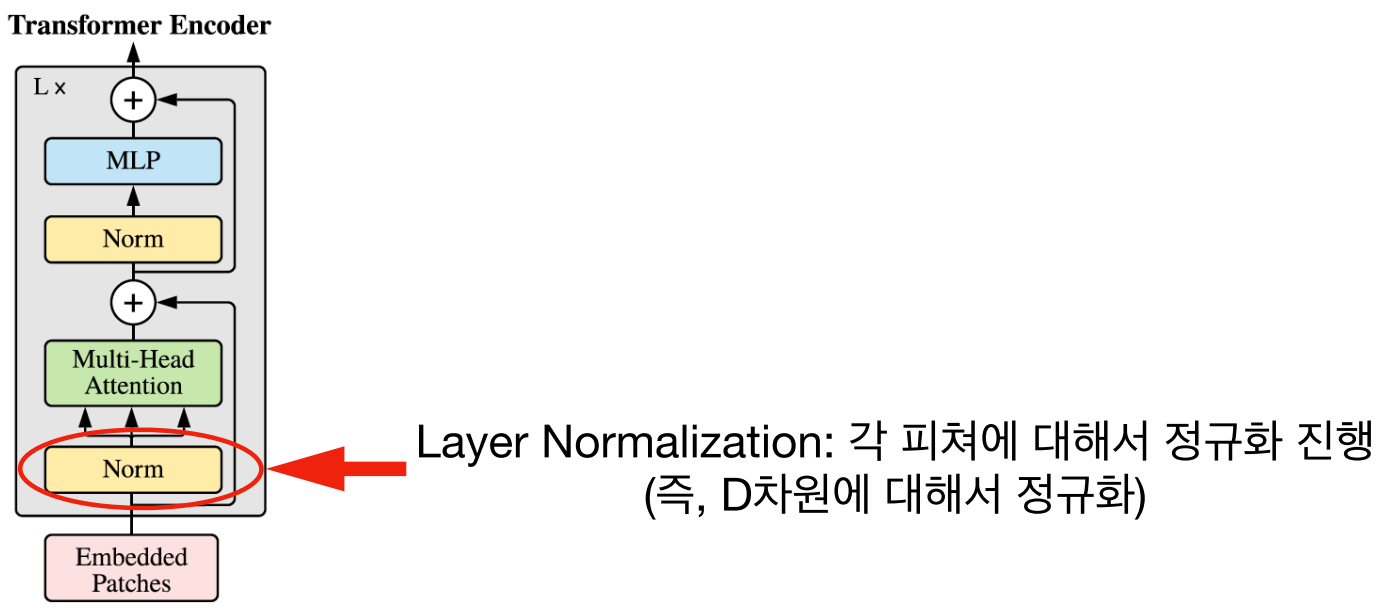 Transformer Encoder
L ×
+
MLP
Norm
+
Multi-Head
Attention
Norm
Embedded
Patches
Layer Normalization: 각 피쳐에 대해서 정규화 진행
(즉, D차원에 대해서 정규화)